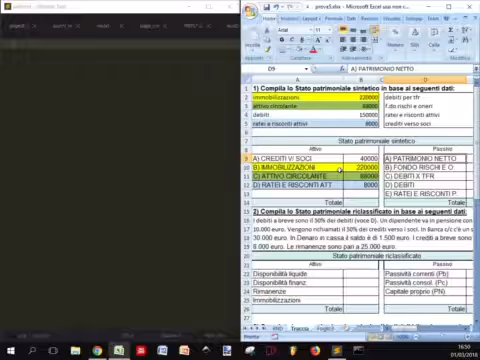 prova3.xlsx
D9
A) PATRIMONIO NETTO
A B C D
1) Compila lo Stato patrimoniale sintetico in base ai seguenti dati:
immobilizzazioni 220000 debiti per tfr
attivo circolante 68000 f.do rischi e oneri
debiti 150000 ratei e risconti attivi
ratei e risconti attivi 8000 crediti verso soci
Stato patrimoniale sintetico
Attivo Passivo
A) CREDITI V/ SOCI 40000 A) PATRIMONIO NETTO
B) IMMOBILIZZAZIONI 220000 B) FONDO RISCHI E O
C) ATTIVO CIRCOLANTE 68000 C) DEBITI X TFR
D) RATEI E RISCONTI ATT 8000 D) DEBITI
E) RATEI E RISCONTI P
Totale Totale
2) Compila lo Stato patrimoniale riclassificato in base ai seguenti dati:
I debiti a breve sono il 30% dei debiti (voce D). Un dipendente va in pensione con
10.000 euro. Vengono richiamati il 30% dei crediti verso i soci. In Banca c/c c'è un
30.000 euro. In Denaro in cassa il saldo è di 1.500 euro. I crediti a breve sono
8.000 euro. Le rimanenze sono pari a 25.000 euro.
Stato patrimoniale riclassificato
Attivo Passivo
Disponibilità liquide Passività correnti (Pb)
Disponibilità finanz Passività consol. (Pc)
Rimanenze Capitale proprio (PN)
Immobilizzazioni
Totale Totale
Traccia
16:50
01/03/2018